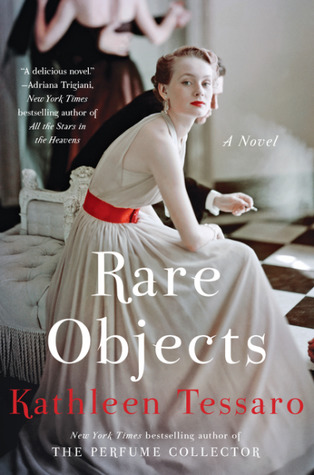 “A delicious novel.”
—Adriana Trigiani,
New York Times
bestselling author of
All the Stars in
the Heavens
A Novel
Rare
Objects
Kathleen Tessaro
New York Times bestselling author of
THE PERFUME COLLECTOR